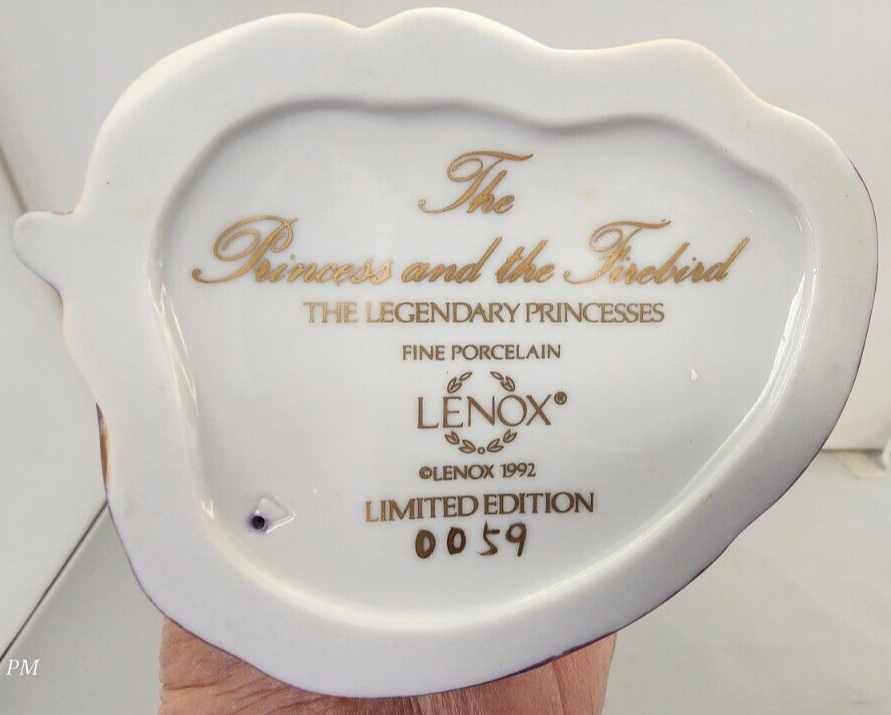 The
Princess and the Firebird
THE LEGENDARY PRINCESSES
FINE PORCELAIN
LENOX®
©LENOX 1992
LIMITED EDITION
0059
PM